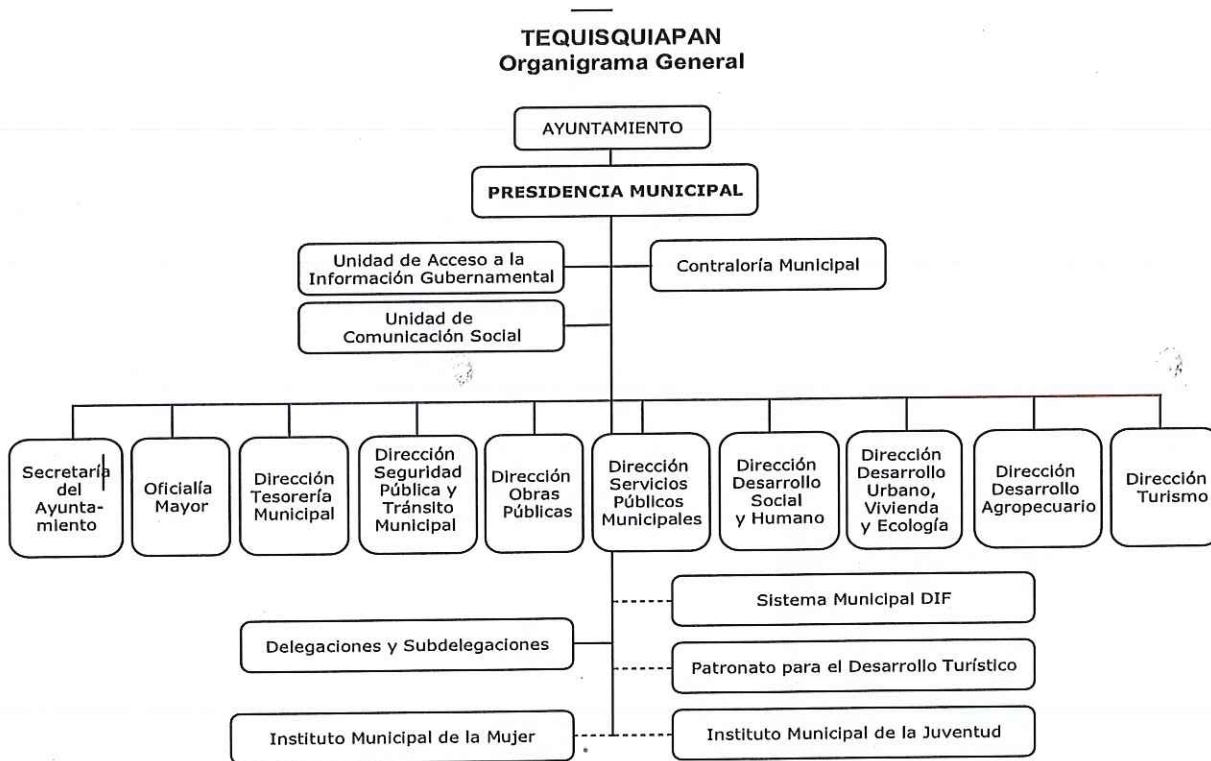 TEQUISQUIAPAN
Organigrama General
AYUNTAMIENTO
PRESIDENCIA MUNICIPAL
Unidad de Acceso a la
Información Gubernamental
Contraloría Municipal
Unidad de
Comunicación Social
Secretaría
del
Ayunta-
miento
Oficialía
Mayor
Dirección
Tesorería
Municipal
Dirección
Seguridad
Pública y
Tránsito
Municipal
Dirección
Obras
Públicas
Dirección
Servicios
Públicos
Municipales
Dirección
Desarrollo
Social
y Humano
Dirección
Desarrollo
Urbano,
Vivienda
y Ecología
Dirección
Desarrollo
Agropecuario
Dirección
Turismo
Sistema Municipal DIF
Delegaciones y Subdelegaciones
Patronato para el Desarrollo Turístico
Instituto Municipal de la Mujer
Instituto Municipal de la Juventud